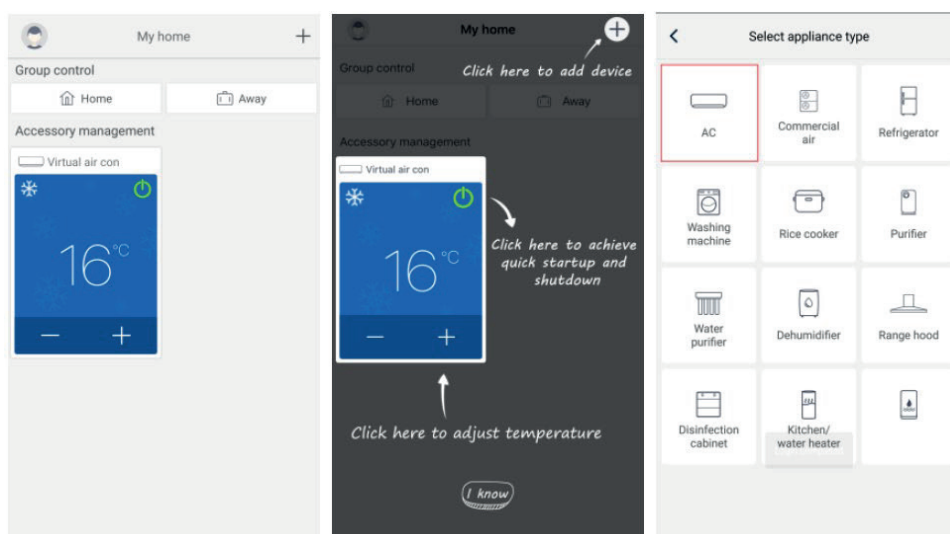 My home
+
Group control
Home
Away
Accessory management
Virtual air con
16°C
− +
My home
+
Click here to add device
Group control
Home
Away
Accessory management
Virtual air con
16°C
− +
Click here to achieve
quick startup and
shutdown
Click here to adjust temperature
I know
Select appliance type
AC
Commercial
air
Refrigerator
Washing
machine
Rice cooker
Purifier
Water
purifier
Dehumidifier
Range hood
Disinfection
cabinet
Kitchen/
water heater